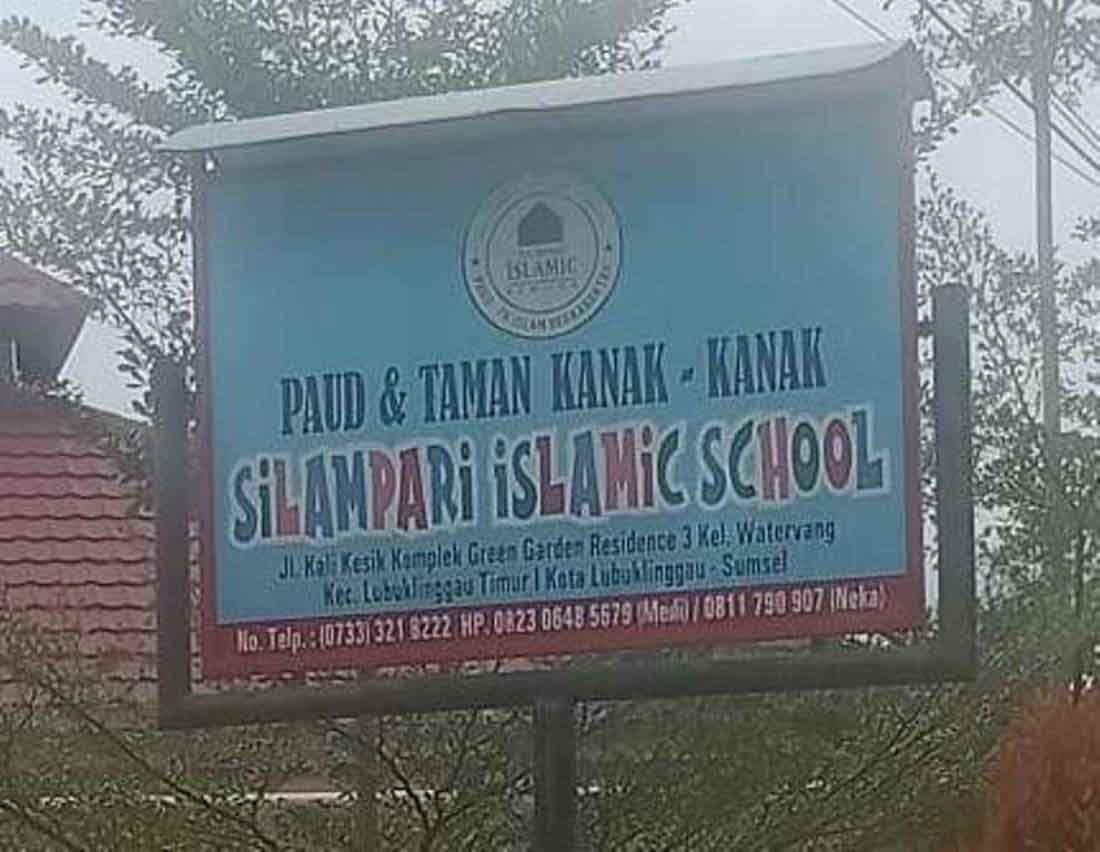 ISLAMIC
PAUD & TAMAN KANAK - KANAK
SiLAMPARi iSLAMiC SCHOOL
Jl. Kali Kesik Komplek Green Garden Residence 3 Kel. Watervang
Kec. Lubuklinggau Timur I Kota Lubuklinggau - Sumsel
No. Telp. : (0733) 321 8222 HP. 0823 0648 5679 (Meili) / 0811 790 907 (Neka)